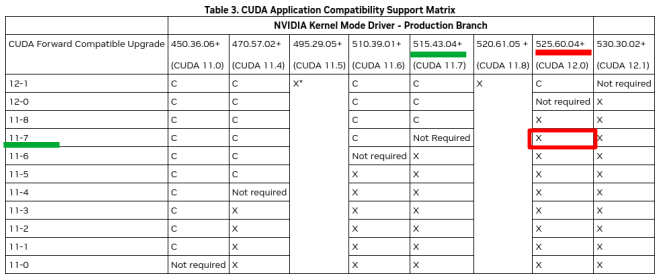 Table 3. CUDA Application Compatibility Support Matrix
NVIDIA Kernel Mode Driver - Production Branch
CUDA Forward Compatible Upgrade 450.36.06+ 470.57.02+ 495.29.05+ 510.39.01+ 515.43.04+ 520.61.05 + 525.60.04+ 530.30.02+
(CUDA 11.0) (CUDA 11.4) (CUDA 11.5) (CUDA 11.6) (CUDA 11.7) (CUDA 11.8) (CUDA 12.0) (CUDA 12.1)
12-1 C C X* C C X C Not required
12-0 C C C C Not required X
11-8 C C C C X X
11-7 C C C Not Required X X
11-6 C C Not required X X X
11-5 C C X X X X
11-4 C Not required X X X X
11-3 C X X X X X
11-2 C X X X X X
11-1 C X X X X X
11-0 Not required X X X X X